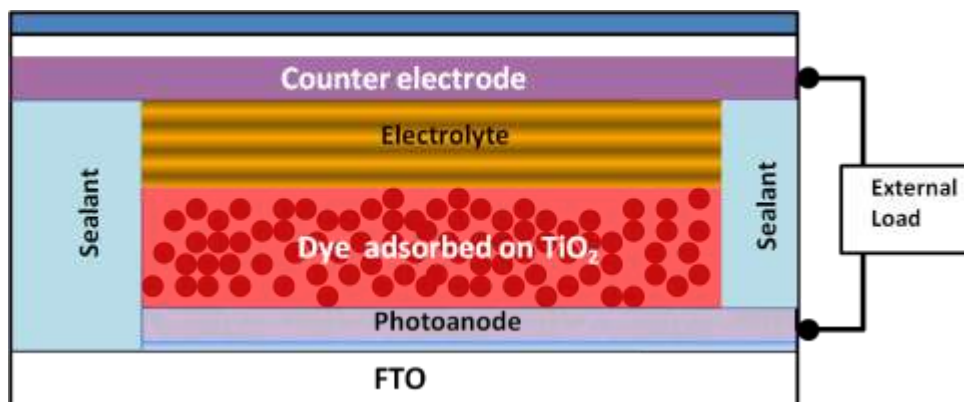 Counter electrode
Electrolyte
Sealant
Sealant
External
Load
Dye adsorbed on TiO₂
Photoanode
FTO